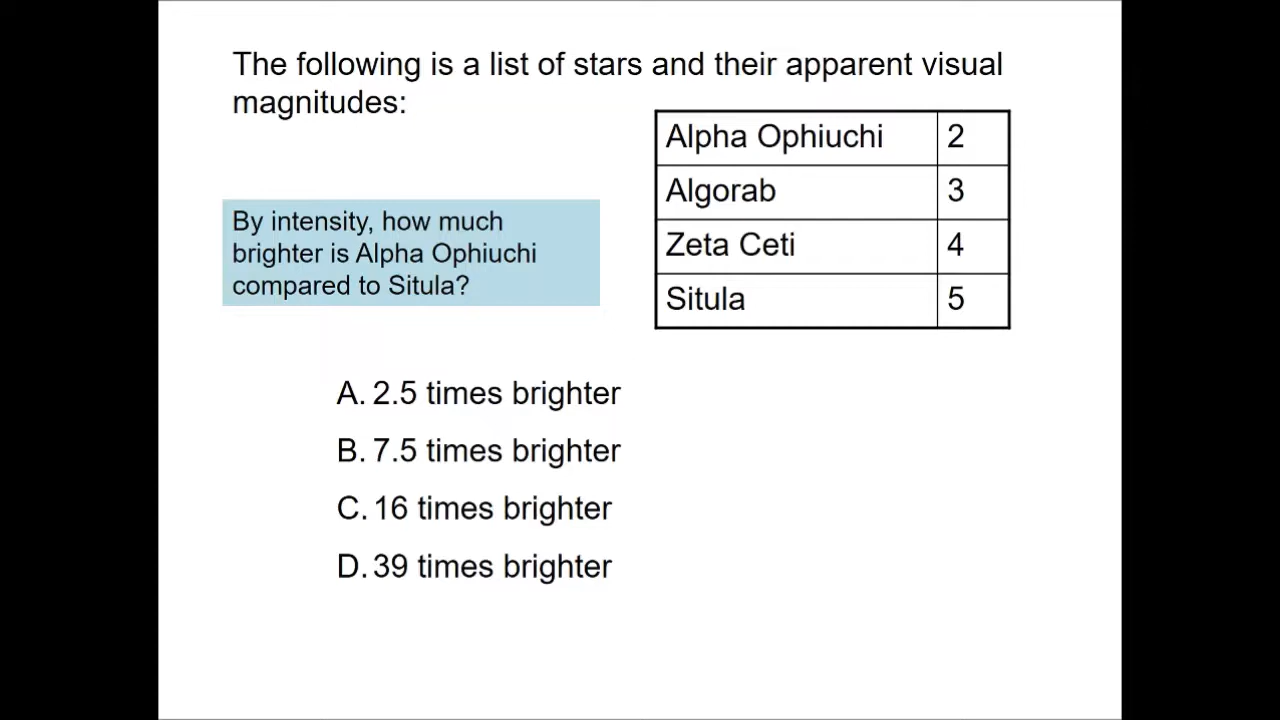 The following is a list of stars and their apparent visual
magnitudes:
Alpha Ophiuchi 2
Algorab 3
Zeta Ceti 4
Situla 5
By intensity, how much
brighter is Alpha Ophiuchi
compared to Situla?
A. 2.5 times brighter
B. 7.5 times brighter
C. 16 times brighter
D. 39 times brighter